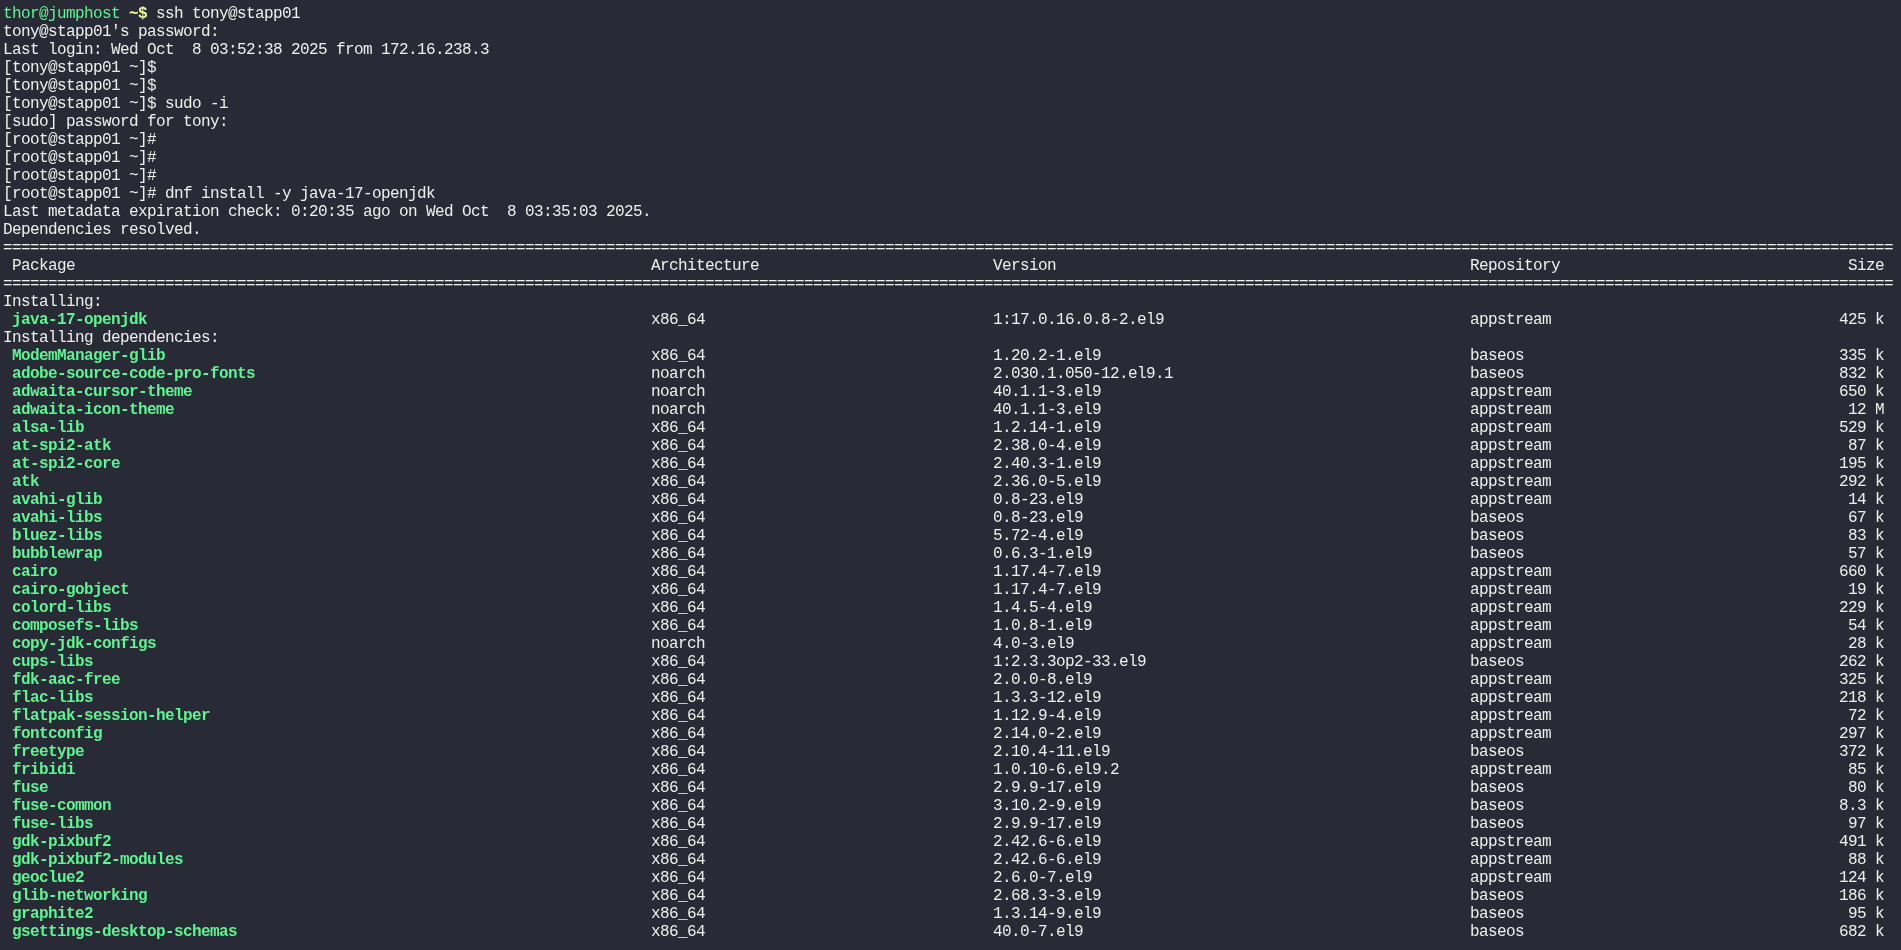 thor@jumphost ~$ ssh tony@stapp01
tony@stapp01's password:
Last login: Wed Oct  8 03:52:38 2025 from 172.16.238.3
[tony@stapp01 ~]$
[tony@stapp01 ~]$
[tony@stapp01 ~]$ sudo -i
[sudo] password for tony:
[root@stapp01 ~]#
[root@stapp01 ~]#
[root@stapp01 ~]#
[root@stapp01 ~]# dnf install -y java-17-openjdk
Last metadata expiration check: 0:20:35 ago on Wed Oct  8 03:35:03 2025.
Dependencies resolved.
================================================================================
Package Architecture Version Repository Size
================================================================================
Installing:
java-17-openjdk x86_64 1:17.0.16.0.8-2.el9 appstream 425 k
Installing dependencies:
ModemManager-glib x86_64 1.20.2-1.el9 baseos 335 k
adobe-source-code-pro-fonts noarch 2.030.1.050-12.el9.1 baseos 832 k
adwaita-cursor-theme noarch 40.1.1-3.el9 appstream 650 k
adwaita-icon-theme noarch 40.1.1-3.el9 appstream 12 M
alsa-lib x86_64 1.2.14-1.el9 appstream 529 k
at-spi2-atk x86_64 2.38.0-4.el9 appstream 87 k
at-spi2-core x86_64 2.40.3-1.el9 appstream 195 k
atk x86_64 2.36.0-5.el9 appstream 292 k
avahi-glib x86_64 0.8-23.el9 appstream 14 k
avahi-libs x86_64 0.8-23.el9 baseos 67 k
bluez-libs x86_64 5.72-4.el9 baseos 83 k
bubblewrap x86_64 0.6.3-1.el9 baseos 57 k
cairo x86_64 1.17.4-7.el9 appstream 660 k
cairo-gobject x86_64 1.17.4-7.el9 appstream 19 k
colord-libs x86_64 1.4.5-4.el9 appstream 229 k
composefs-libs x86_64 1.0.8-1.el9 appstream 54 k
copy-jdk-configs noarch 4.0-3.el9 appstream 28 k
cups-libs x86_64 1:2.3.3op2-33.el9 baseos 262 k
fdk-aac-free x86_64 2.0.0-8.el9 appstream 325 k
flac-libs x86_64 1.3.3-12.el9 appstream 218 k
flatpak-session-helper x86_64 1.12.9-4.el9 appstream 72 k
fontconfig x86_64 2.14.0-2.el9 appstream 297 k
freetype x86_64 2.10.4-11.el9 baseos 372 k
fribidi x86_64 1.0.10-6.el9.2 appstream 85 k
fuse x86_64 2.9.9-17.el9 baseos 80 k
fuse-common x86_64 3.10.2-9.el9 baseos 8.3 k
fuse-libs x86_64 2.9.9-17.el9 baseos 97 k
gdk-pixbuf2 x86_64 2.42.6-6.el9 appstream 491 k
gdk-pixbuf2-modules x86_64 2.42.6-6.el9 appstream 88 k
geoclue2 x86_64 2.6.0-7.el9 appstream 124 k
glib-networking x86_64 2.68.3-3.el9 baseos 186 k
graphite2 x86_64 1.3.14-9.el9 baseos 95 k
gsettings-desktop-schemas x86_64 40.0-7.el9 baseos 682 k